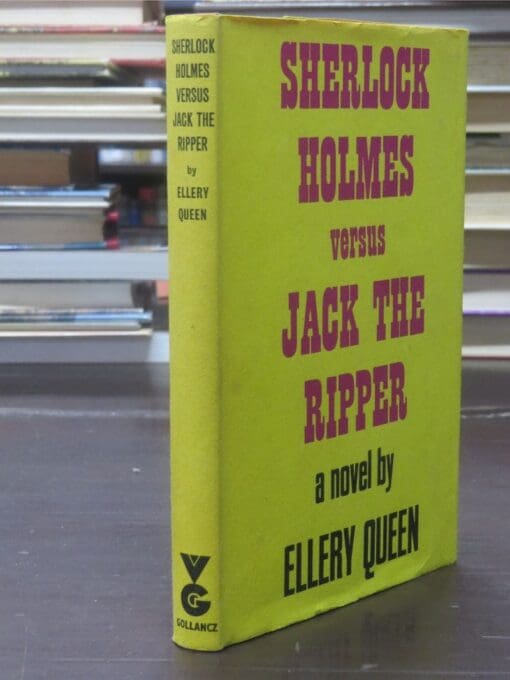 SHERLOCK
HOLMES
VERSUS
JACK THE
RIPPER
by
ELLERY
QUEEN
VG
GOLLANCZ
SHERLOCK
HOLMES
versus
JACK THE
RIPPER
a novel by
ELLERY QUEEN